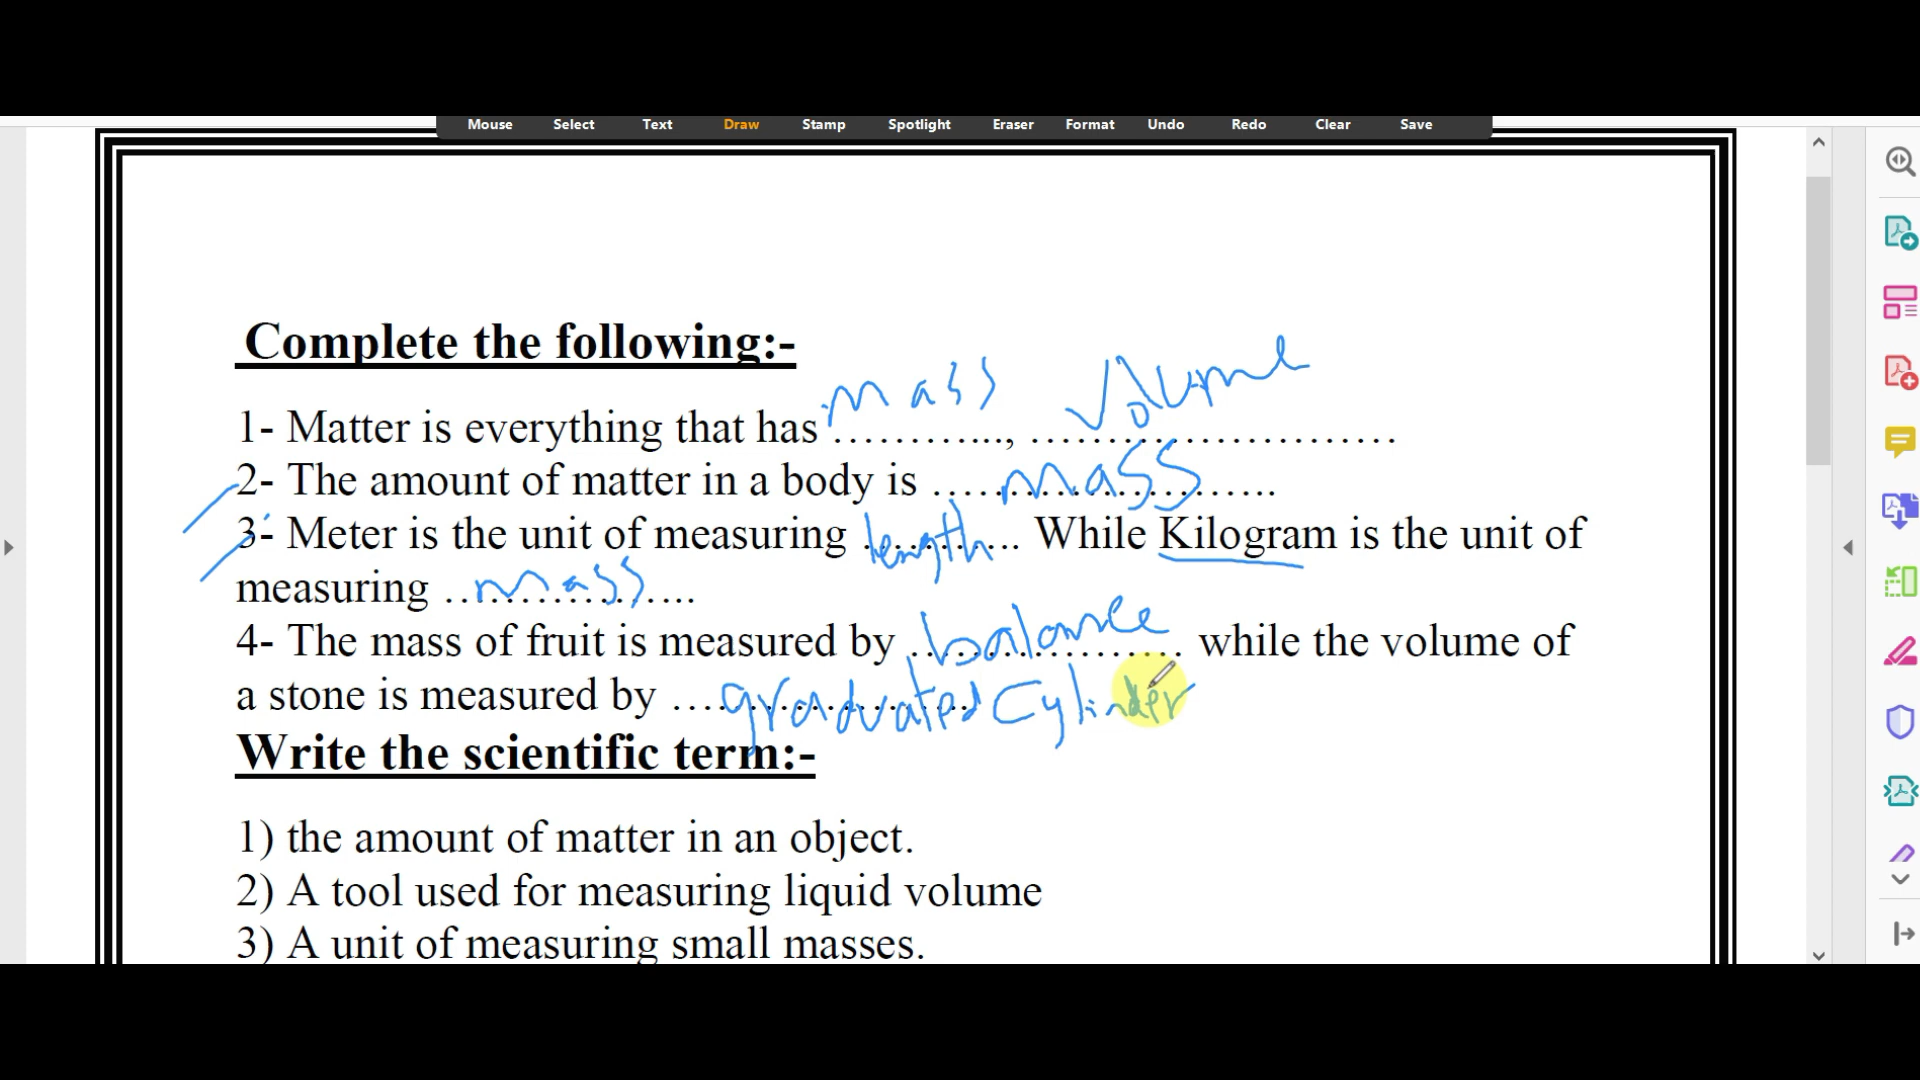 Mouse Select Text Draw Stamp Spotlight Eraser Format Undo Redo Clear Save
Complete the following:-
mass volume
1- Matter is everything that has ............., ........................
2- The amount of matter in a body is mass
3- Meter is the unit of measuring length While Kilogram is the unit of
measuring mass
4- The mass of fruit is measured by balance while the volume of
a stone is measured by graduated Cylinder
Write the scientific term:-
1) the amount of matter in an object.
2) A tool used for measuring liquid volume
3) A unit of measuring small masses.